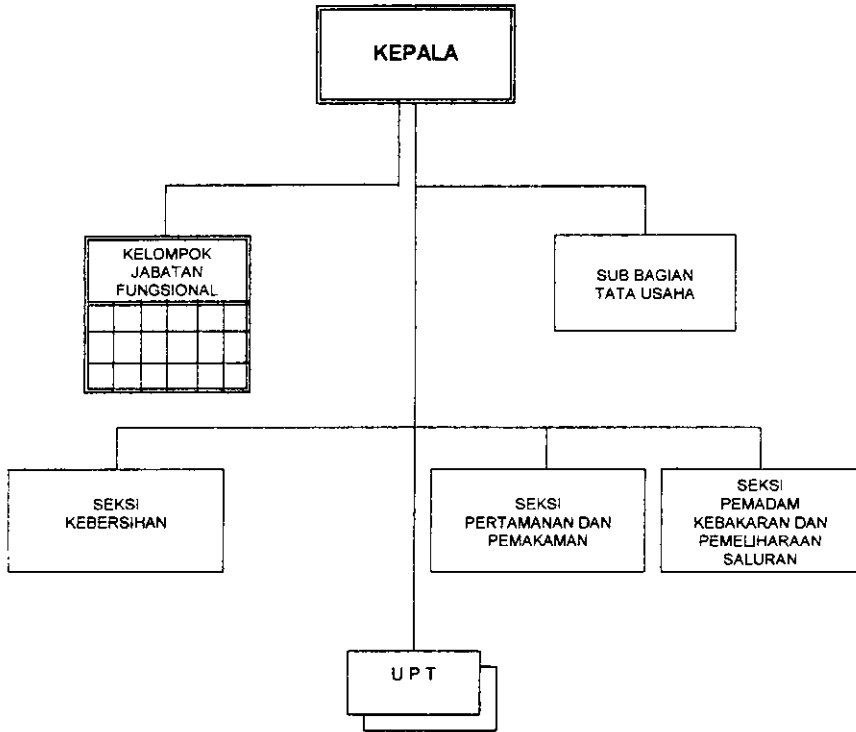 KEPALA
KELOMPOK
JABATAN
FUNGSIONAL
SUB BAGIAN
TATA USAHA
SEKSI
KEBERSIHAN
SEKSI
PERTAMANAN DAN
PEMAKAMAN
SEKSI
PEMADAM
KEBAKARAN DAN
PEMELIHARAAN
SALURAN
U P T